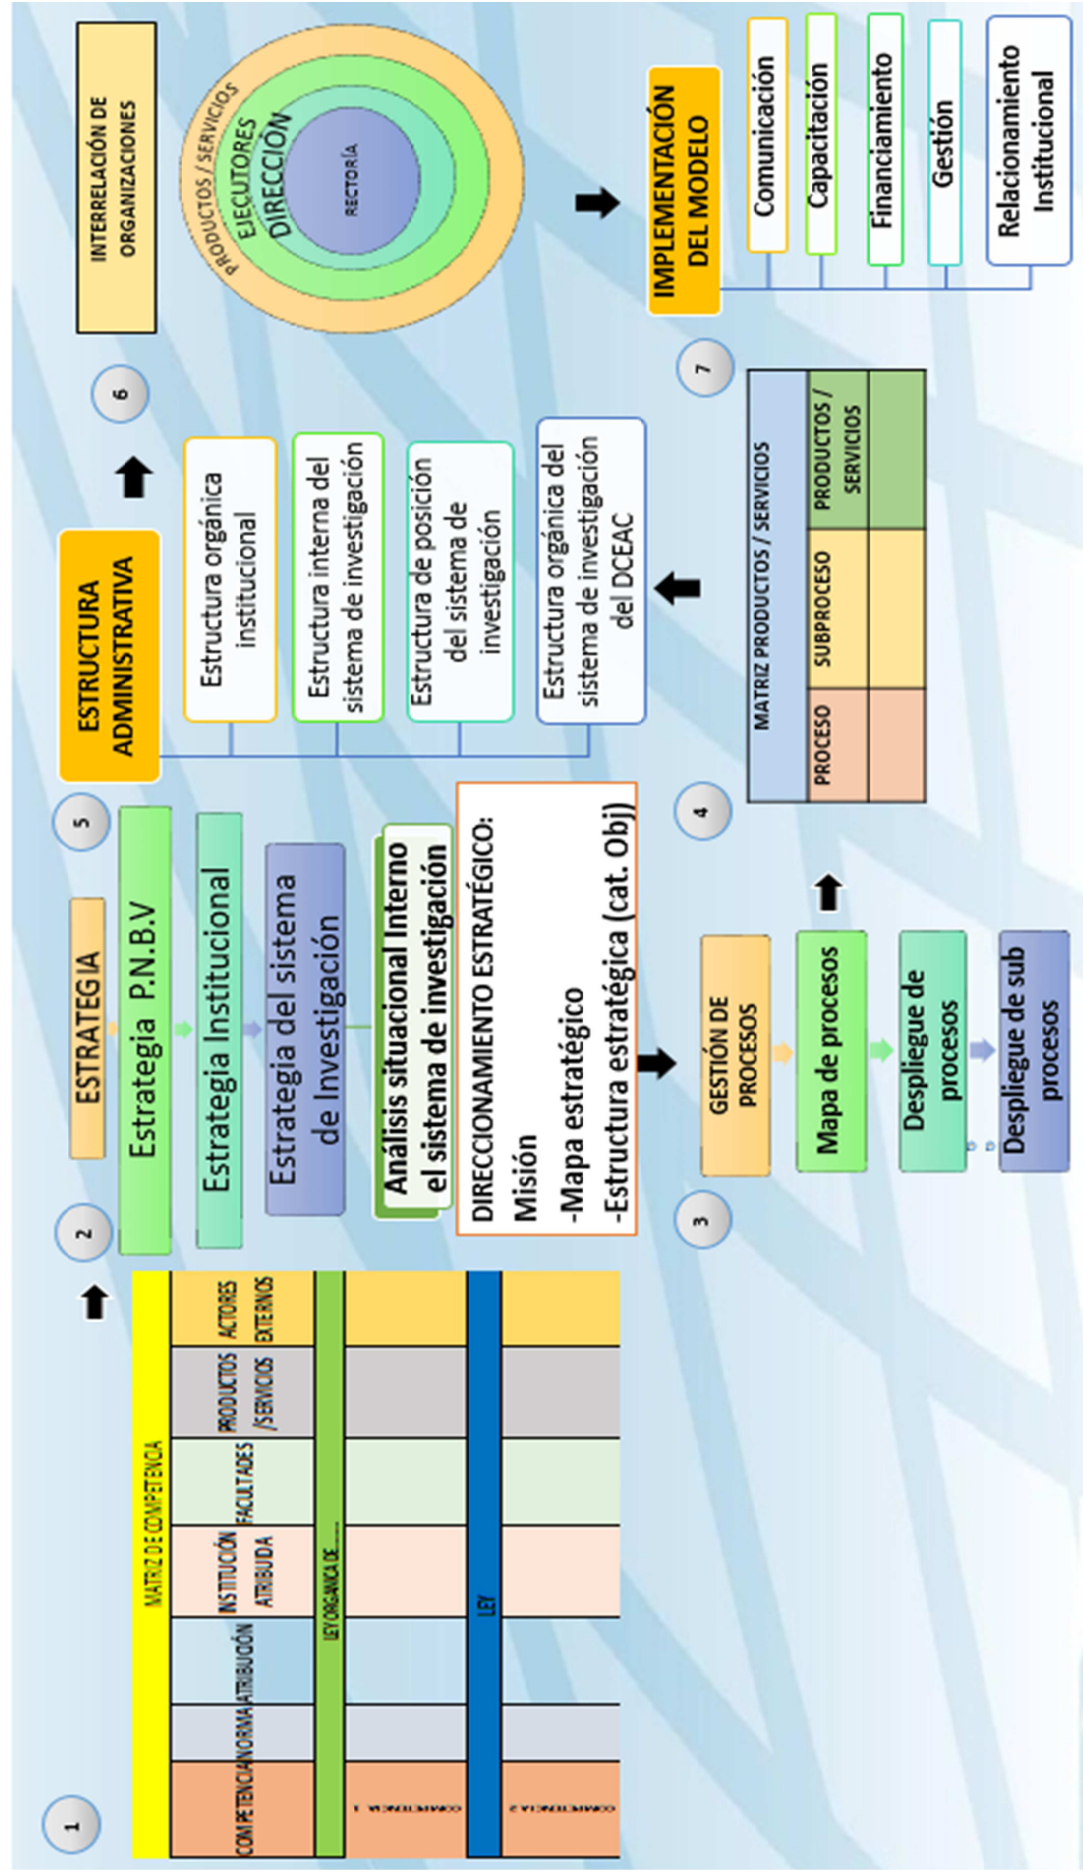 1
MATRIZ DE COMPETENCIA
COMPETENCIA
NORMA
ATRIBUCIÓN
INSTITUCIÓN
ATRIBUIDA
FACULTADES
PRODUCTOS
/SERVICIOS
ACTORES
EXTERNOS
LEY ORGANICA DE........
COMPETENCIA
1
LEY
COMPETENCIA 2
2
ESTRATEGIA
Estrategia P.N.B.V
Estrategia Institucional
Estrategia del sistema
de Investigación
Análisis situacional Interno
el sistema de investigación
DIRECCIONAMIENTO ESTRATÉGICO:
Misión
-Mapa estratégico
-Estructura estratégica (cat. Obj)
3
GESTIÓN DE
PROCESOS
Mapa de procesos
Despliegue de
procesos
Despliegue de sub
procesos
4
MATRIZ PRODUCTOS / SERVICIOS
PROCESO
SUBPROCESO
PRODUCTOS /
SERVICIOS
5
ESTRUCTURA
ADMINISTRATIVA
Estructura orgánica
institucional
Estructura interna del
sistema de investigación
Estructura de posición
del sistema de
investigación
Estructura orgánica del
sistema de investigación
del DCEAC
6
INTERRELACIÓN DE
ORGANIZACIONES
PRODUCTOS / SERVICIOS
EJECUTORES
DIRECCIÓN
RECTORÍA
7
IMPLEMENTACIÓN
DEL MODELO
Comunicación
Capacitación
Financiamiento
Gestión
Relacionamiento
Institucional